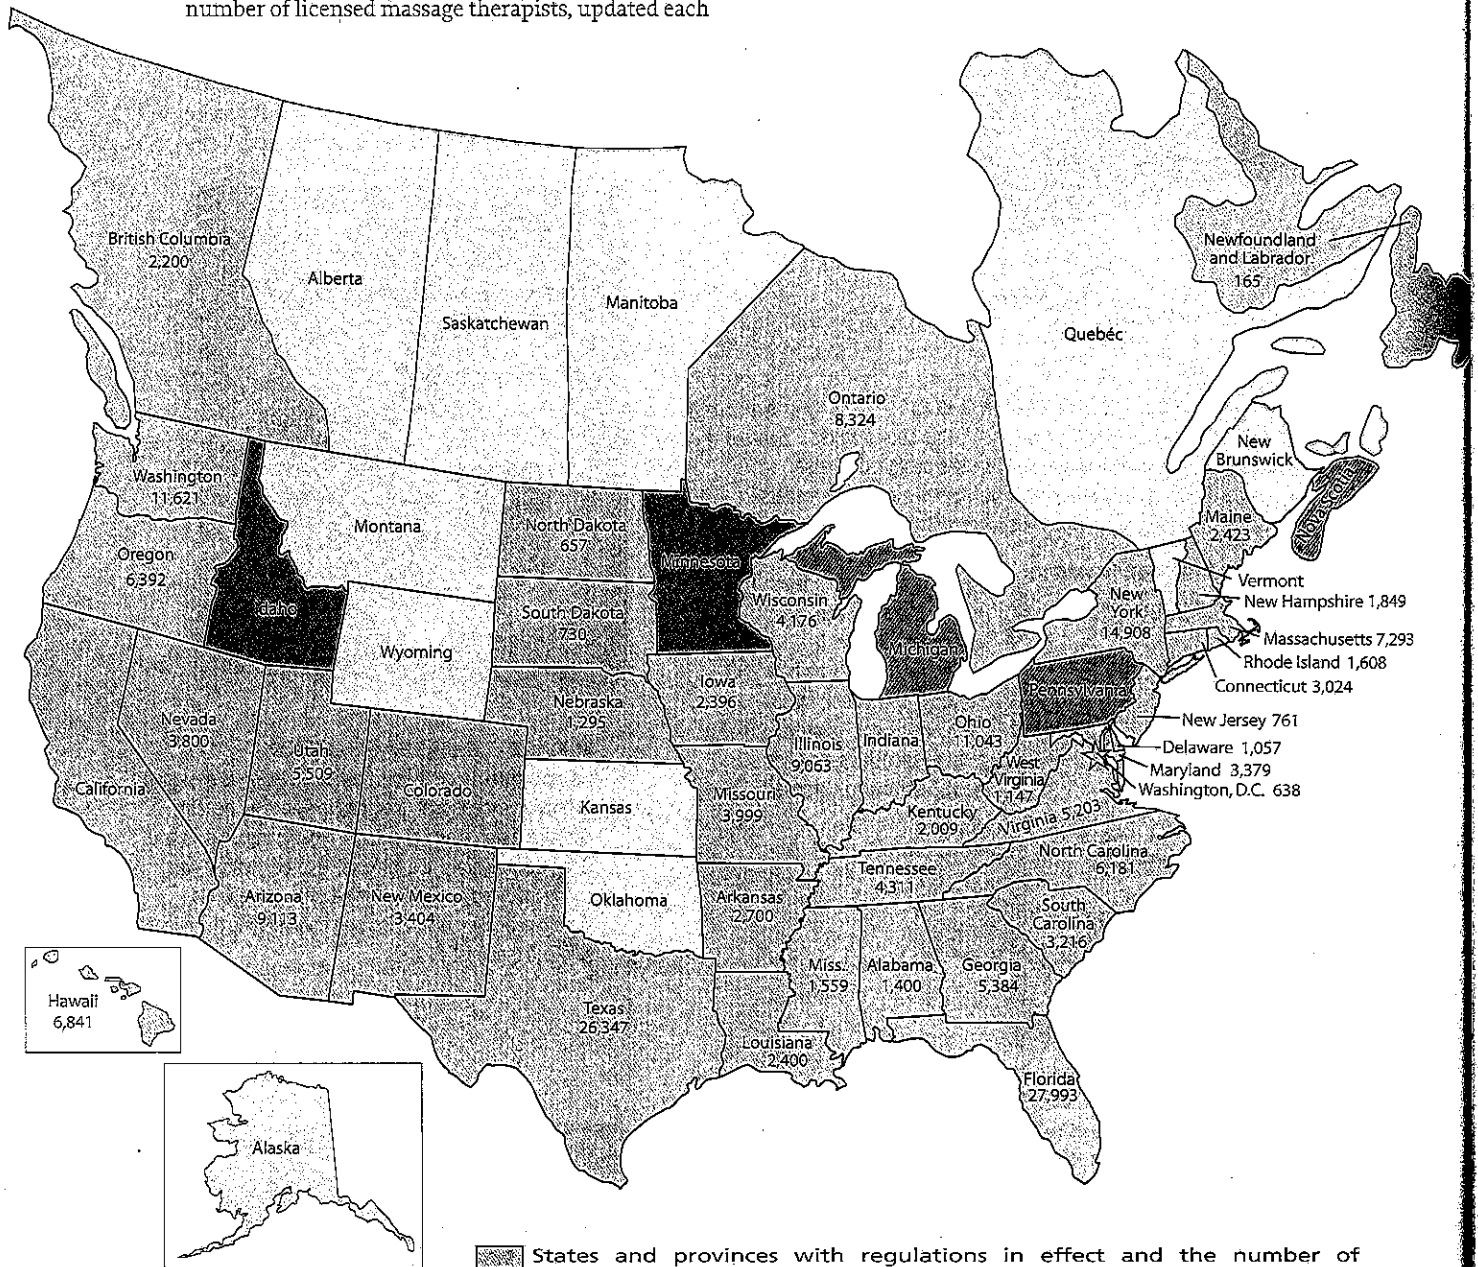 number of licensed massage therapists, updated each
British Columbia
2,200
Alberta
Saskatchewan
Manitoba
Ontario
8,324
Quebéc
Newfoundland
and Labrador
165
New
Brunswick
Nova Scotia
Washington
11,621
Oregon
6,392
Idaho
Montana
Wyoming
North Dakota
657
South Dakota
730
Nebraska
1,295
Minnesota
Wisconsin
4,176
Michigan
Iowa
2,396
Illinois
9,063
Indiana
Ohio
11,043
Pennsylvania
New
York
14,908
Maine
2,423
Vermont
New Hampshire 1,849
Massachusetts 7,293
Rhode Island 1,608
Connecticut 3,024
New Jersey 761
Delaware 1,057
Maryland 3,379
Washington, D.C. 638
West
Virginia
1,147
Virginia 5,203
Kentucky
2,009
North Carolina
6,181
Tennessee
4,311
South
Carolina
3,216
California
Nevada
3,800
Utah
5,509
Colorado
Kansas
Missouri
3,999
Arizona
9,113
New Mexico
3,404
Oklahoma
Arkansas
2,700
Texas
26,347
Louisiana
2,400
Miss.
1,559
Alabama
1,400
Georgia
5,384
Florida
27,993
Hawaii
6,841
Alaska
States and provinces with regulations in effect and the number of